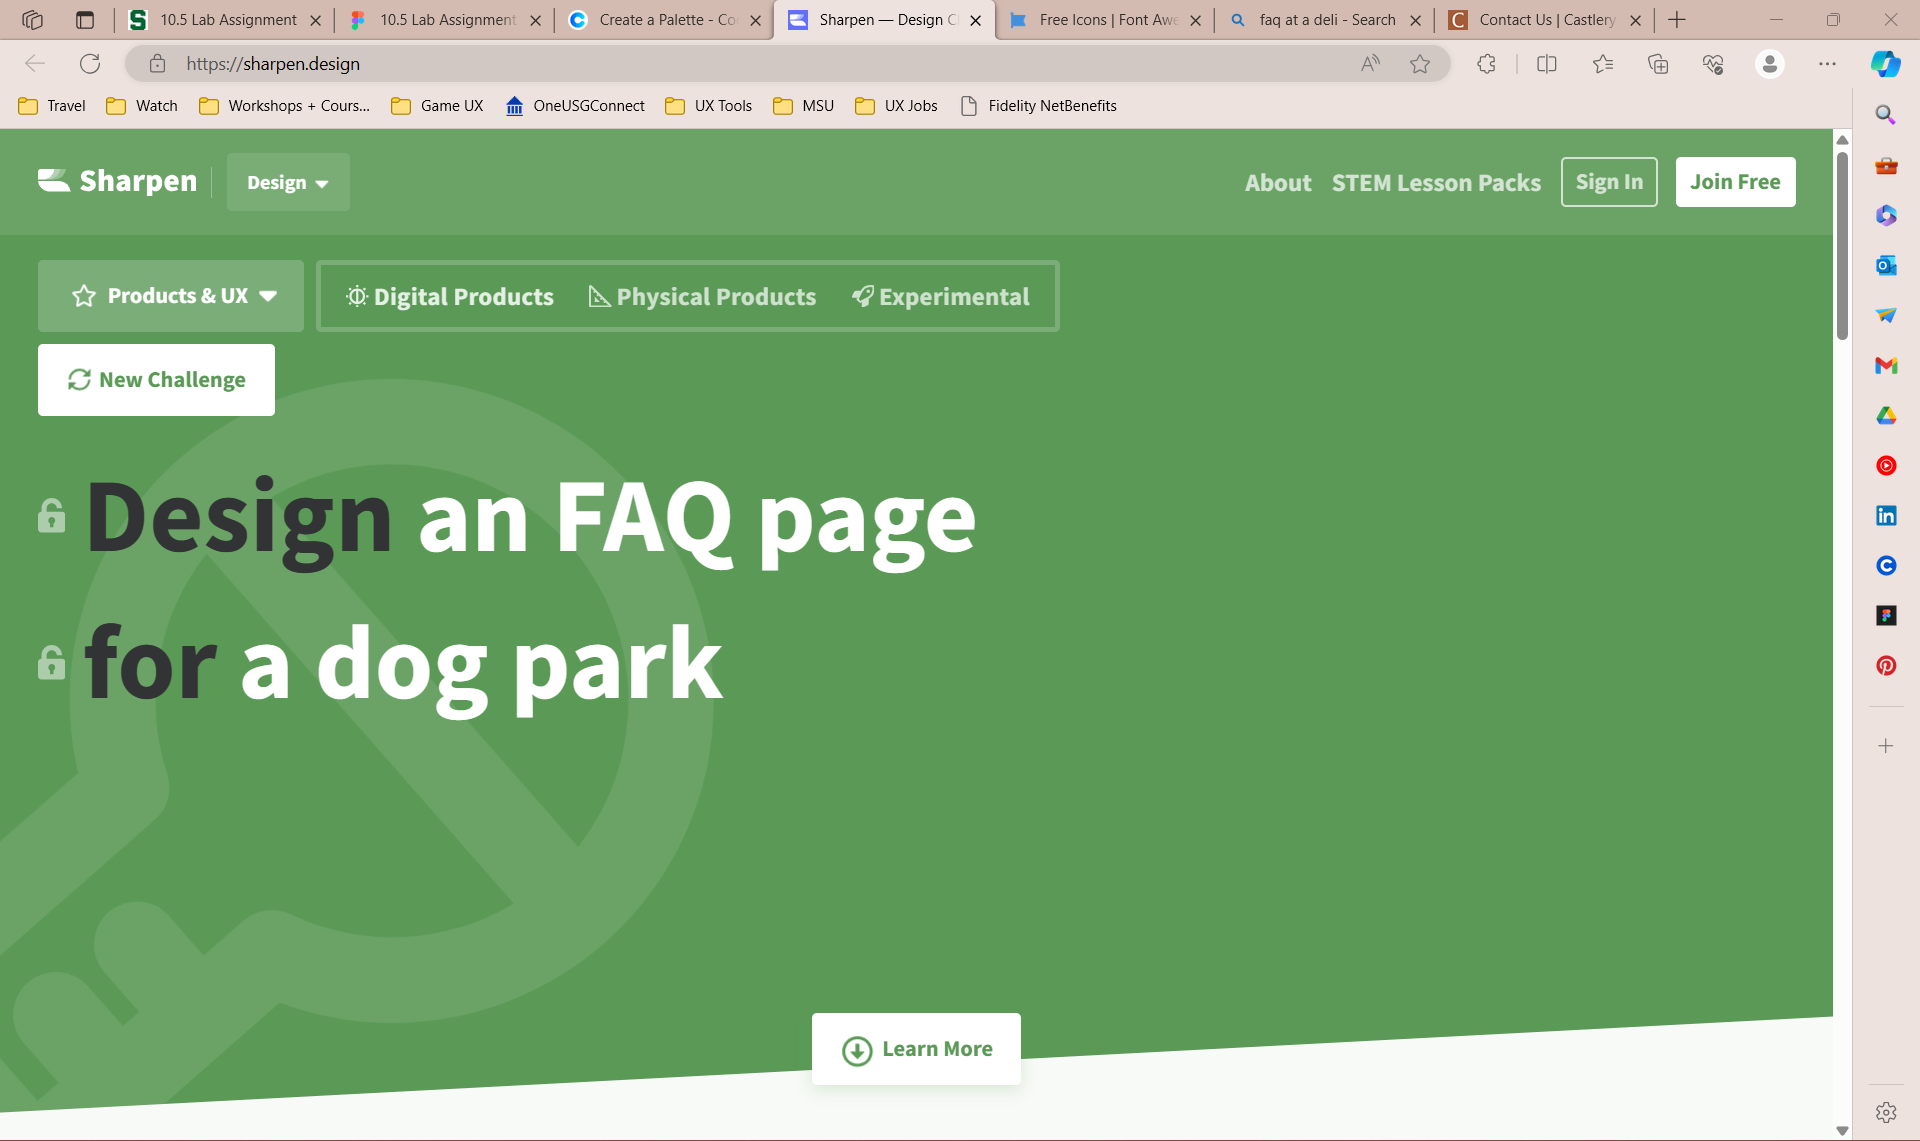 10.5 Lab Assignment
10.5 Lab Assignment
Create a Palette - Co
Sharpen — Design C
Free Icons | Font Awe
faq at a deli - Search
Contact Us | Castlery
https://sharpen.design
Travel
Watch
Workshops + Cours...
Game UX
OneUSGConnect
UX Tools
MSU
UX Jobs
Fidelity NetBenefits
Sharpen
Design
About
STEM Lesson Packs
Sign In
Join Free
Products & UX
Digital Products
Physical Products
Experimental
New Challenge
Design an FAQ page
for a dog park
Learn More